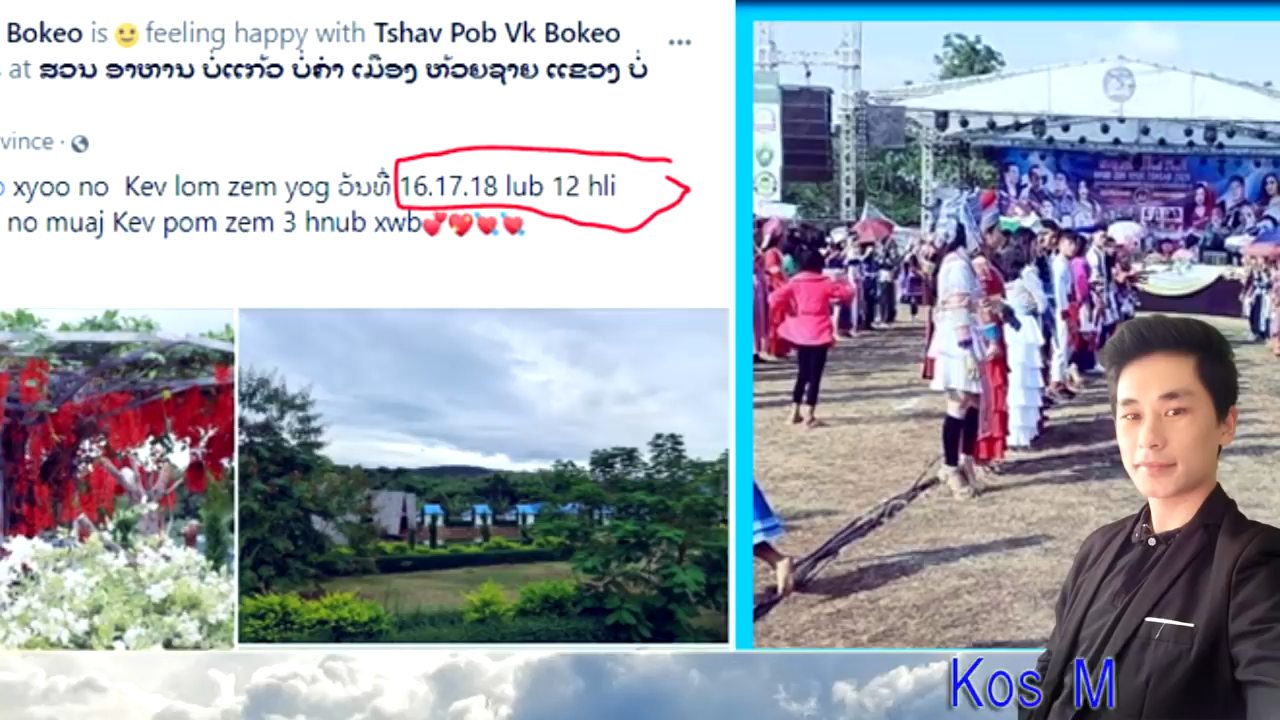 Bokeo is 😉 feeling happy with Tshav Pob Vk Bokeo
at ສວນ ອາຫານ ບໍ່ແກ້ວ ບໍ່ຄຳ ເມືອງ ຫ້ວຍຊາຍ ແຂວງ ບໍ່
vince ·
xyoo no Kev lom zem yog ວັນທີ່ 16.17.18 lub 12 hli
no muaj Kev pom zem 3 hnub xwb💕💖💘💘
Kos M